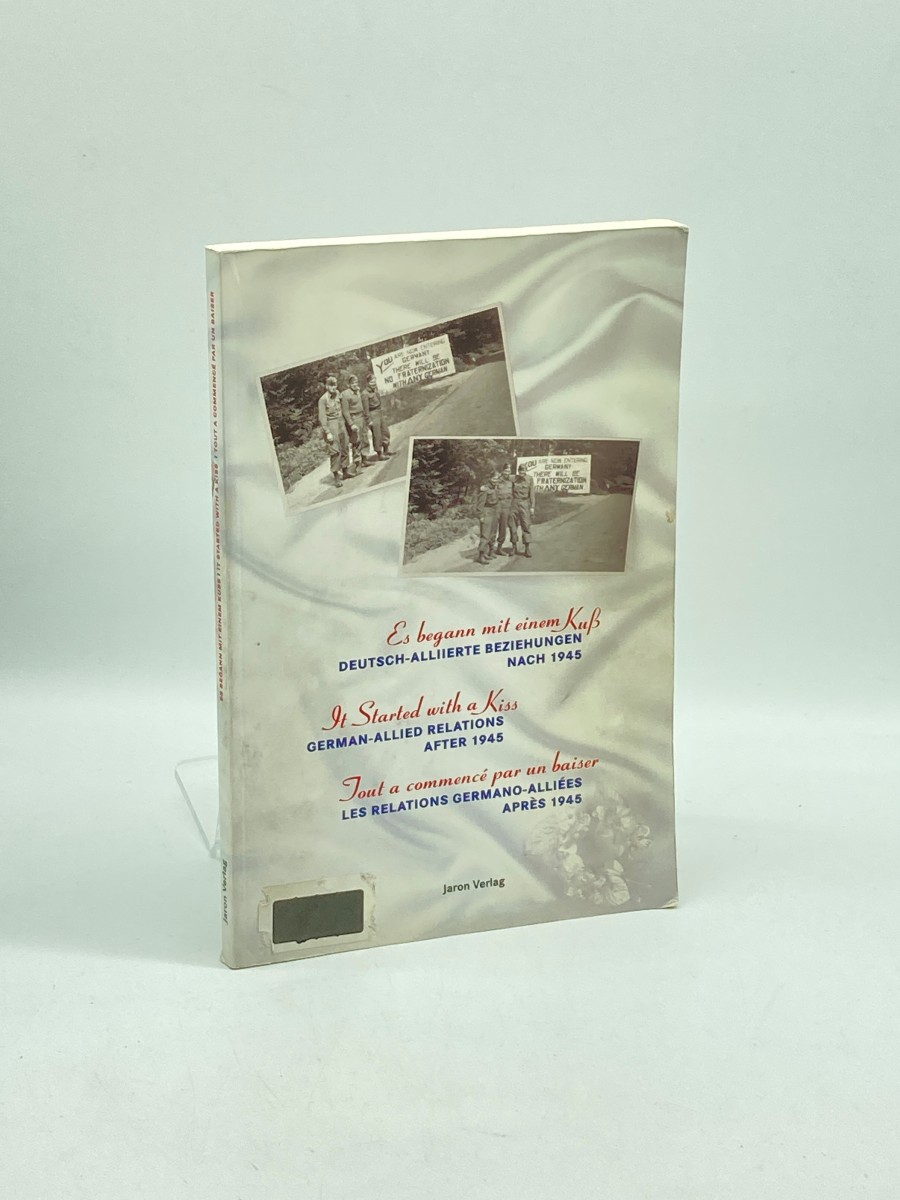 YOU ARE NOW ENTERING
GERMANY:
THERE WILL BE
NO FRATERNIZATION
WITH ANY GERMAN
YOU ARE NOW ENTERING
GERMANY:
THERE WILL BE
FRATERNIZATION
WITH ANY GERMAN
Es begann mit einem Kuß
DEUTSCH-ALLIIERTE BEZIEHUNGEN
NACH 1945
It Started with a Kiss
GERMAN-ALLIED RELATIONS
AFTER 1945
Tout a commencé par un baiser
LES RELATIONS GERMANO-ALLIÉES
APRÈS 1945
Jaron Verlag
ES BEGANN MIT EINEM KUSS / IT STARTED WITH A KISS / TOUT A COMMENCÉ PAR UN BAISER
Jaron Verlag